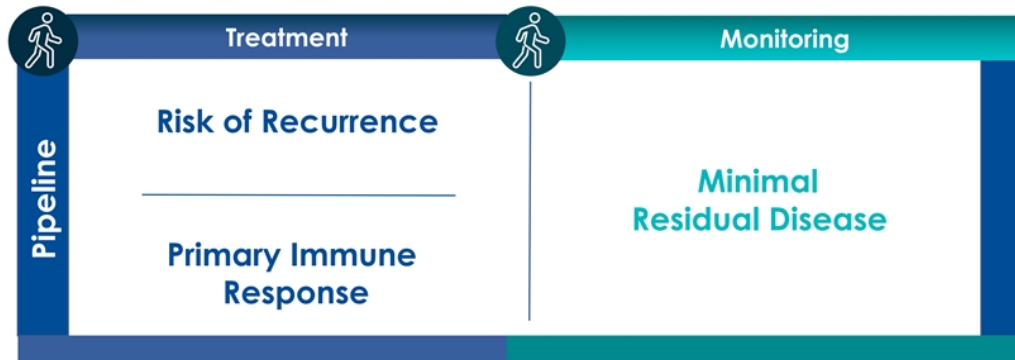 Treatment
Monitoring
Pipeline
Risk of Recurrence
Primary Immune
Response
Minimal
Residual Disease